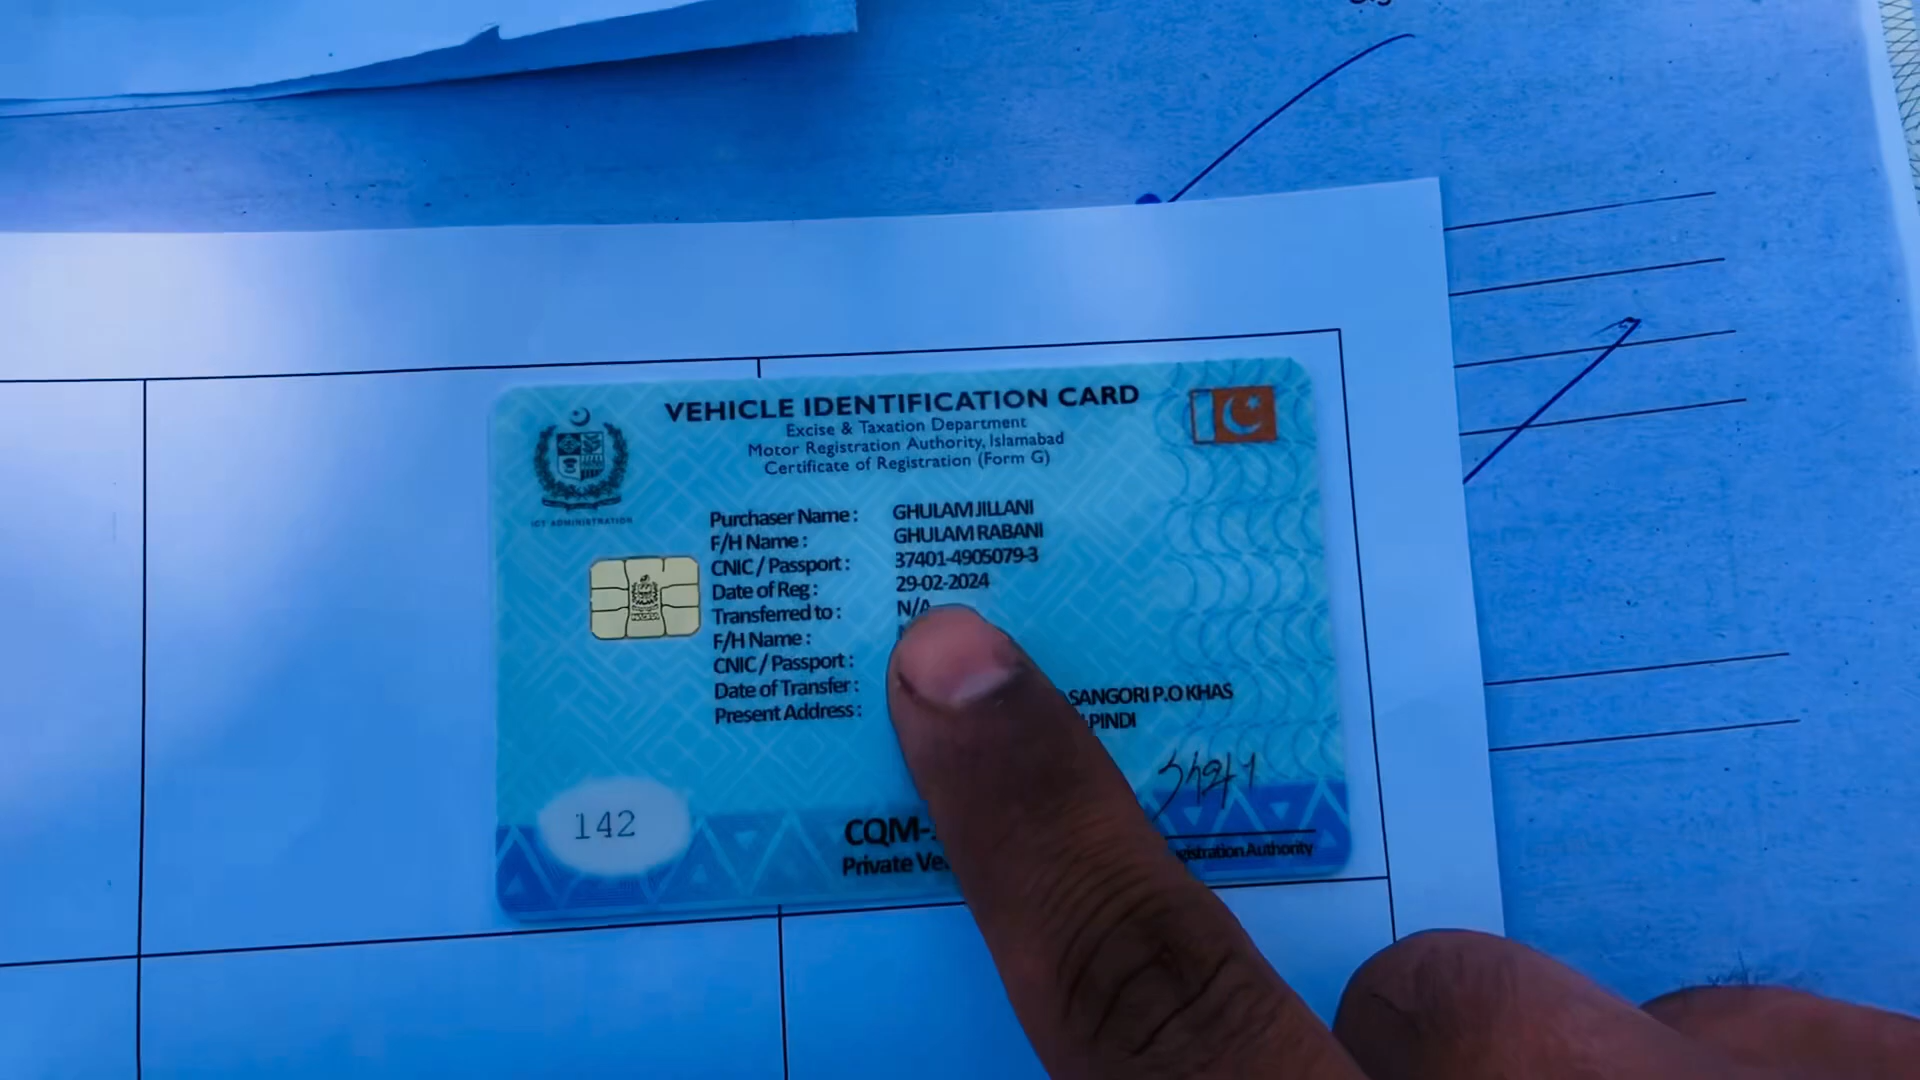 VEHICLE IDENTIFICATION CARD
Excise & Taxation Department
Motor Registration Authority, Islamabad
Certificate of Registration (Form G)
ICT ADMINISTRATION
Purchaser Name : GHULAM JILLANI
F/H Name : GHULAM RABANI
CNIC / Passport : 37401-4905079-3
Date of Reg : 29-02-2024
Transferred to : N/A
F/H Name :
CNIC / Passport :
Date of Transfer :
Present Address : SANGORI P.O KHAS
PINDI
142
CQM-
Private
Authority